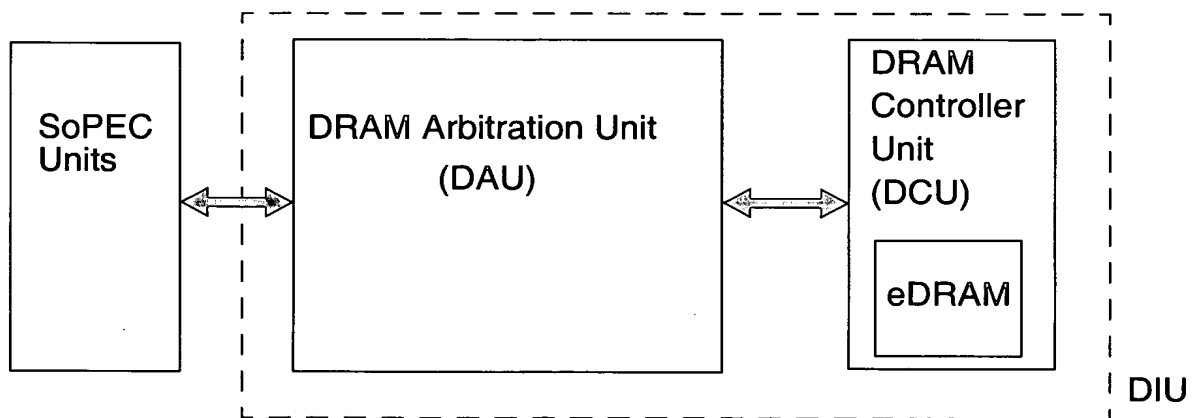 SoPEC
Units
DRAM Arbitration Unit
(DAU)
DRAM
Controller
Unit
(DCU)
eDRAM
DIU